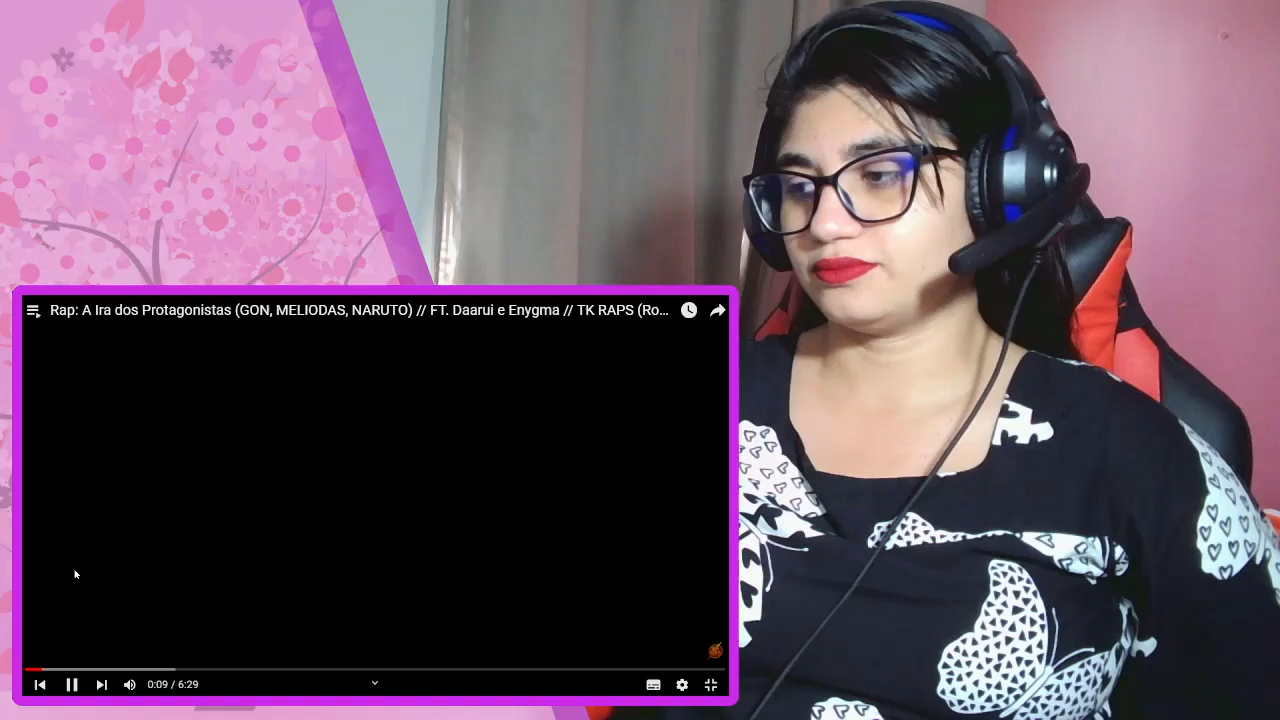 Rap: A Ira dos Protagonistas (GON, MELIODAS, NARUTO) // FT. Daarui e Enygma // TK RAPS (Ro...
0:09 / 6:29